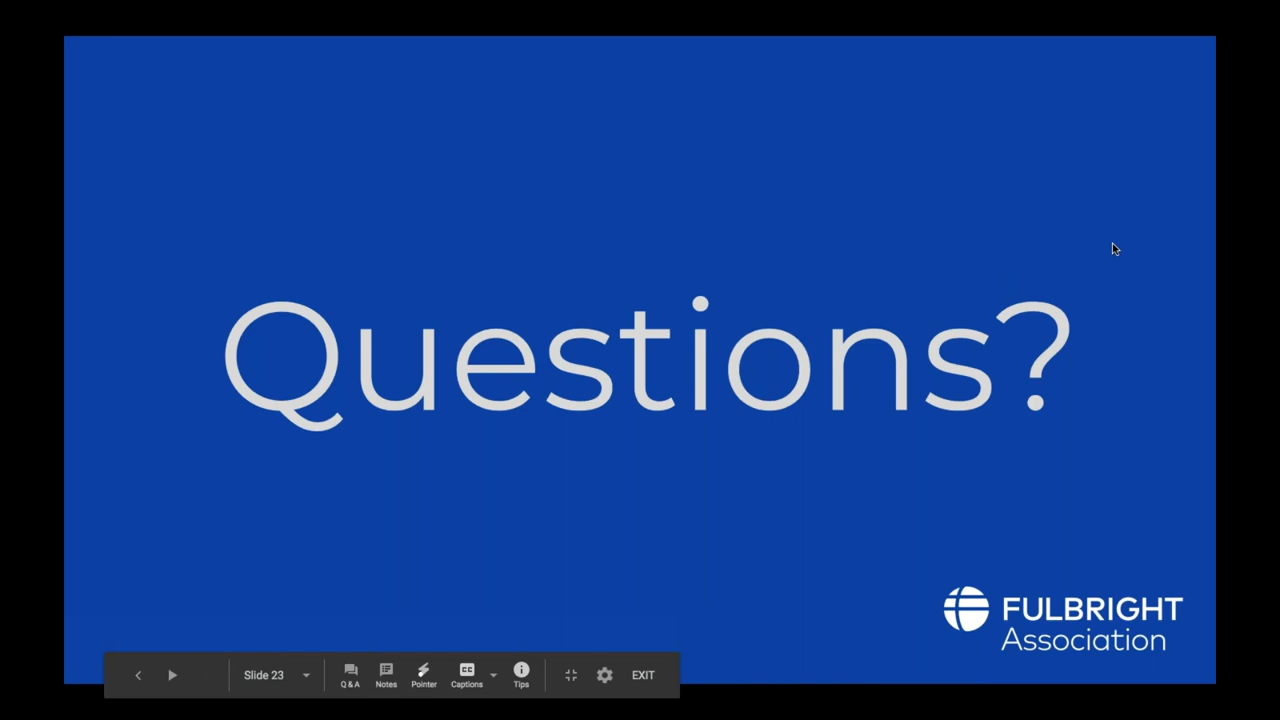 Questions?
FULBRIGHT
Association
Slide 23
Q & A
Notes
Pointer
Captions
Tips
EXIT